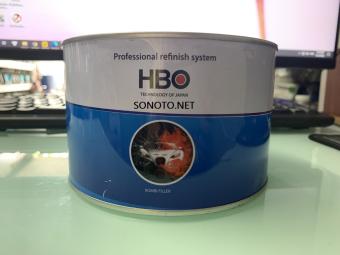 Professional refinish system
HBO
TECHNOLOGY OF JAPAN
SONOTO.NET